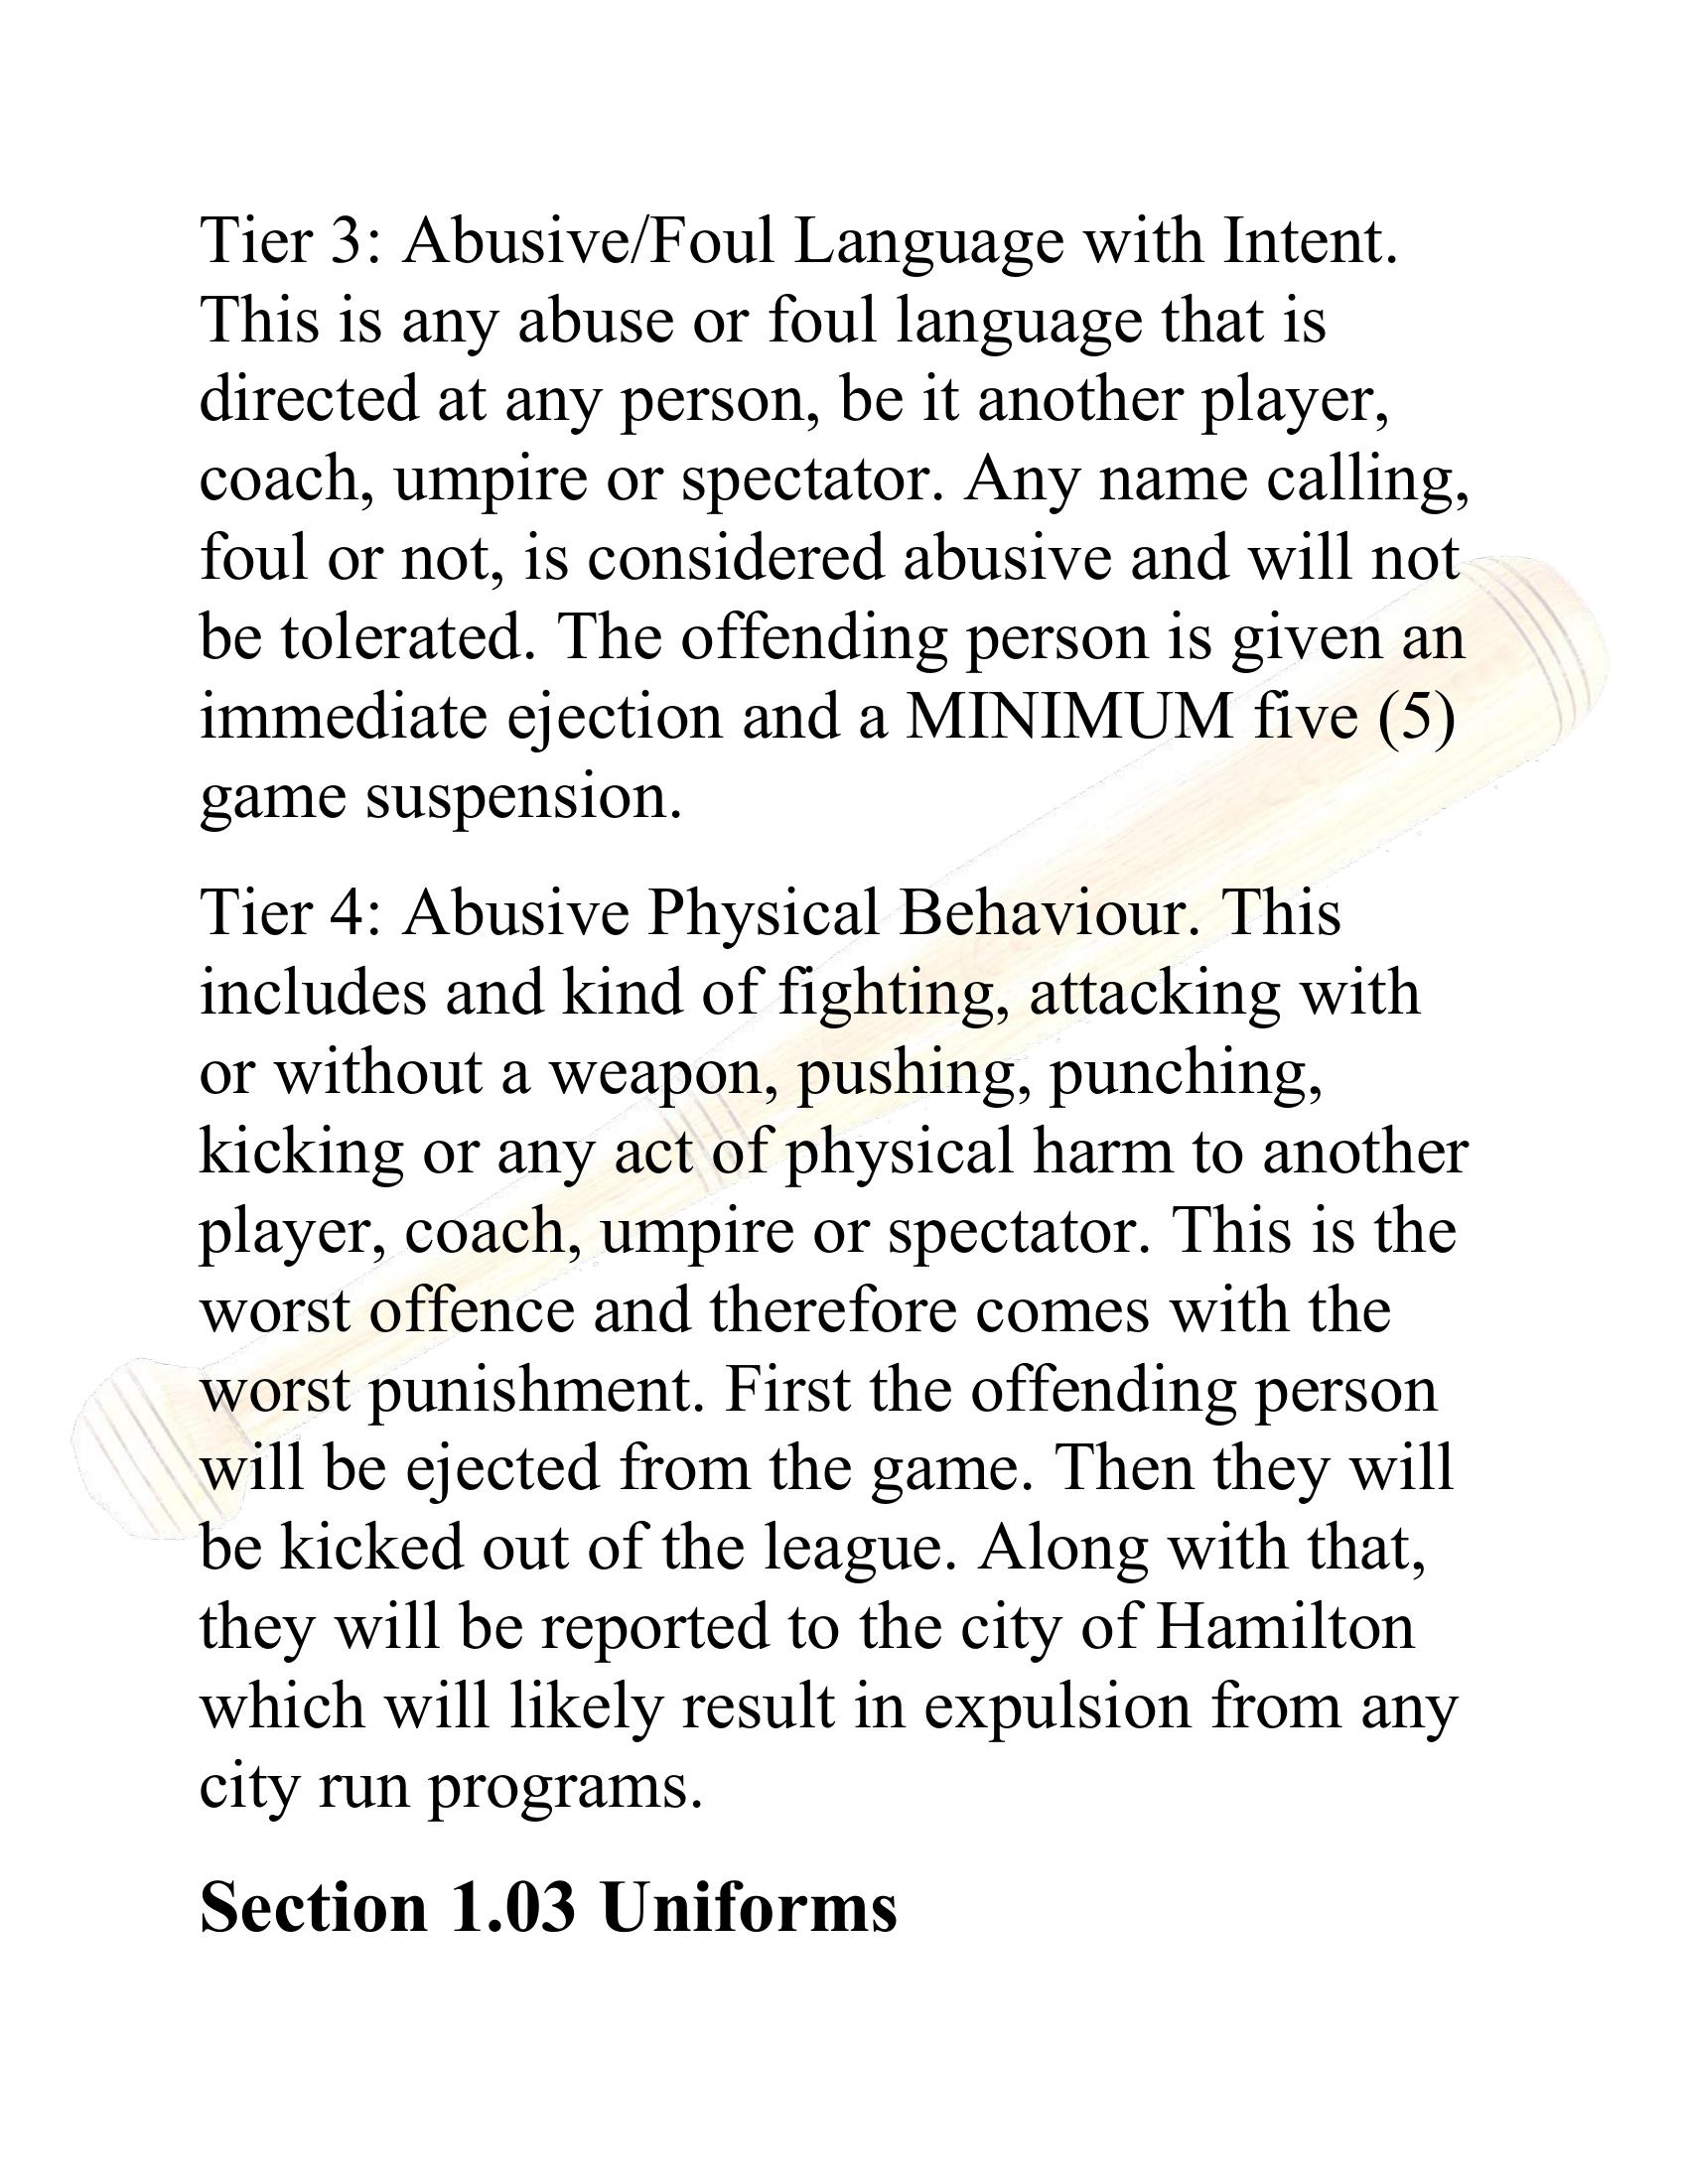 Tier 3: Abusive/Foul Language with Intent.
This is any abuse or foul language that is
directed at any person, be it another player,
coach, umpire or spectator. Any name calling,
foul or not, is considered abusive and will not
be tolerated. The offending person is given an
immediate ejection and a MINIMUM five (5)
game suspension.
Tier 4: Abusive Physical Behaviour. This
includes and kind of fighting, attacking with
or without a weapon, pushing, punching,
kicking or any act of physical harm to another
player, coach, umpire or spectator. This is the
worst offence and therefore comes with the
worst punishment. First the offending person
will be ejected from the game. Then they will
be kicked out of the league. Along with that,
they will be reported to the city of Hamilton
which will likely result in expulsion from any
city run programs.
Section 1.03 Uniforms